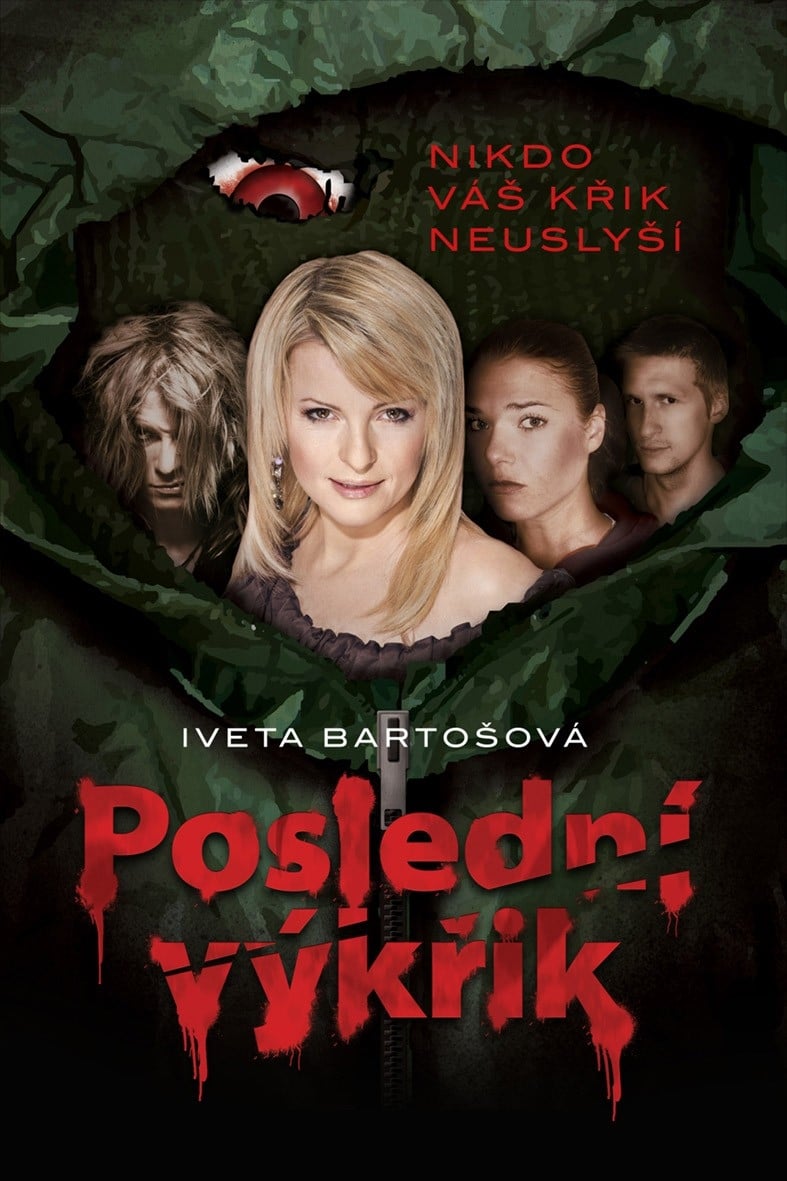 NIKDO
VÁŠ KŘIK
NEUSLYŠÍ
IVETA BARTOŠOVÁ
Poslední
výkřik